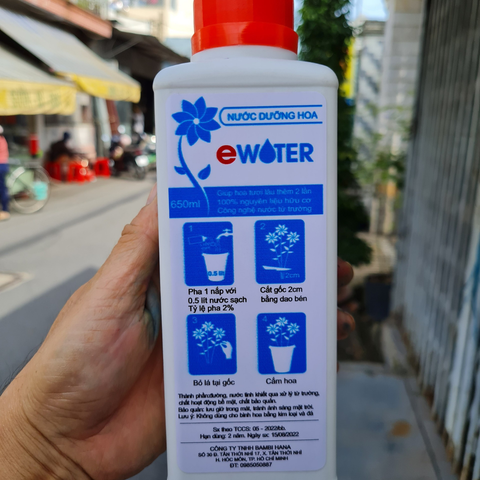 NƯỚC DƯỠNG HOA
eWATER
650ml
Giúp hoa tươi lâu thêm 2 lần
100% nguyên liệu hữu cơ
Công nghệ nước từ trường
1
0.5 lít
2
2cm
Pha 1 nắp với
0.5 lít nước sạch
Tỷ lệ pha 2%
Cắt gốc 2cm
bằng dao bén
3
4
Bỏ lá tại gốc
Cắm hoa
Thành phần:đường, nước tinh khiết qua xử lý từ trường,
chất hoạt động bề mặt, chất bảo quản.
Bảo quản: lưu giữ trong mát, tránh ánh sáng mặt trời.
Lưu ý: Không dùng cho bình hoa bằng kim loại và đá
Sx theo TCCS: 05 - 2022/bb.
Hạn dùng: 2 năm. Ngày sx: 15/08/2022
CÔNG TY TNHH BAMBI HANA
SỐ 36 Đ. TÂN THỚI NHÌ 17, X. TÂN THỚI NHÌ
H. HÓC MÔN, TP. HỒ CHÍ MINH
ĐT: 0985050887